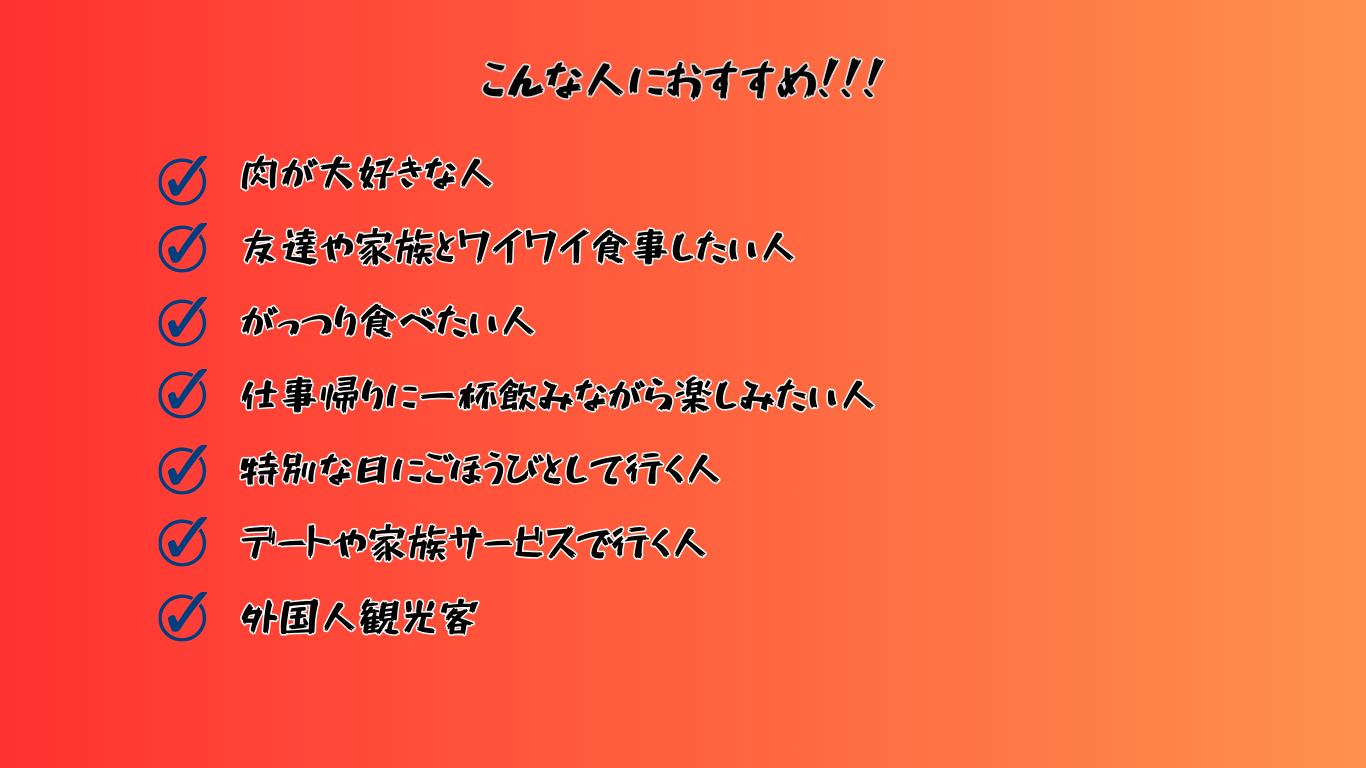 こんな人におすすめ!!!
肉が大好きな人
友達や家族とワイワイ食事したい人
がっつり食べたい人
仕事帰りに一杯飲みながら楽しみたい人
特別な日にごほうびとして行く人
デートや家族サービスで行く人
外国人観光客